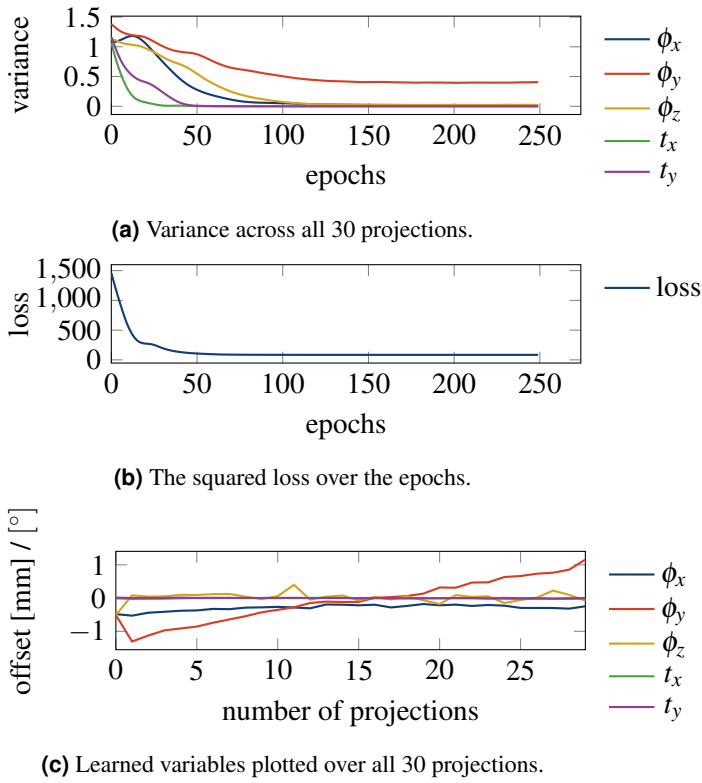 1.5
1
0.5
0
variance
0 50 100 150 200 250
epochs
ϕx
ϕy
ϕz
tx
ty
(a) Variance across all 30 projections.
1,500
1,000
500
0
loss
0 50 100 150 200 250
epochs
loss
(b) The squared loss over the epochs.
1
0
−1
offset [mm] / [°]
0 5 10 15 20 25
number of projections
ϕx
ϕy
ϕz
tx
ty
(c) Learned variables plotted over all 30 projections.